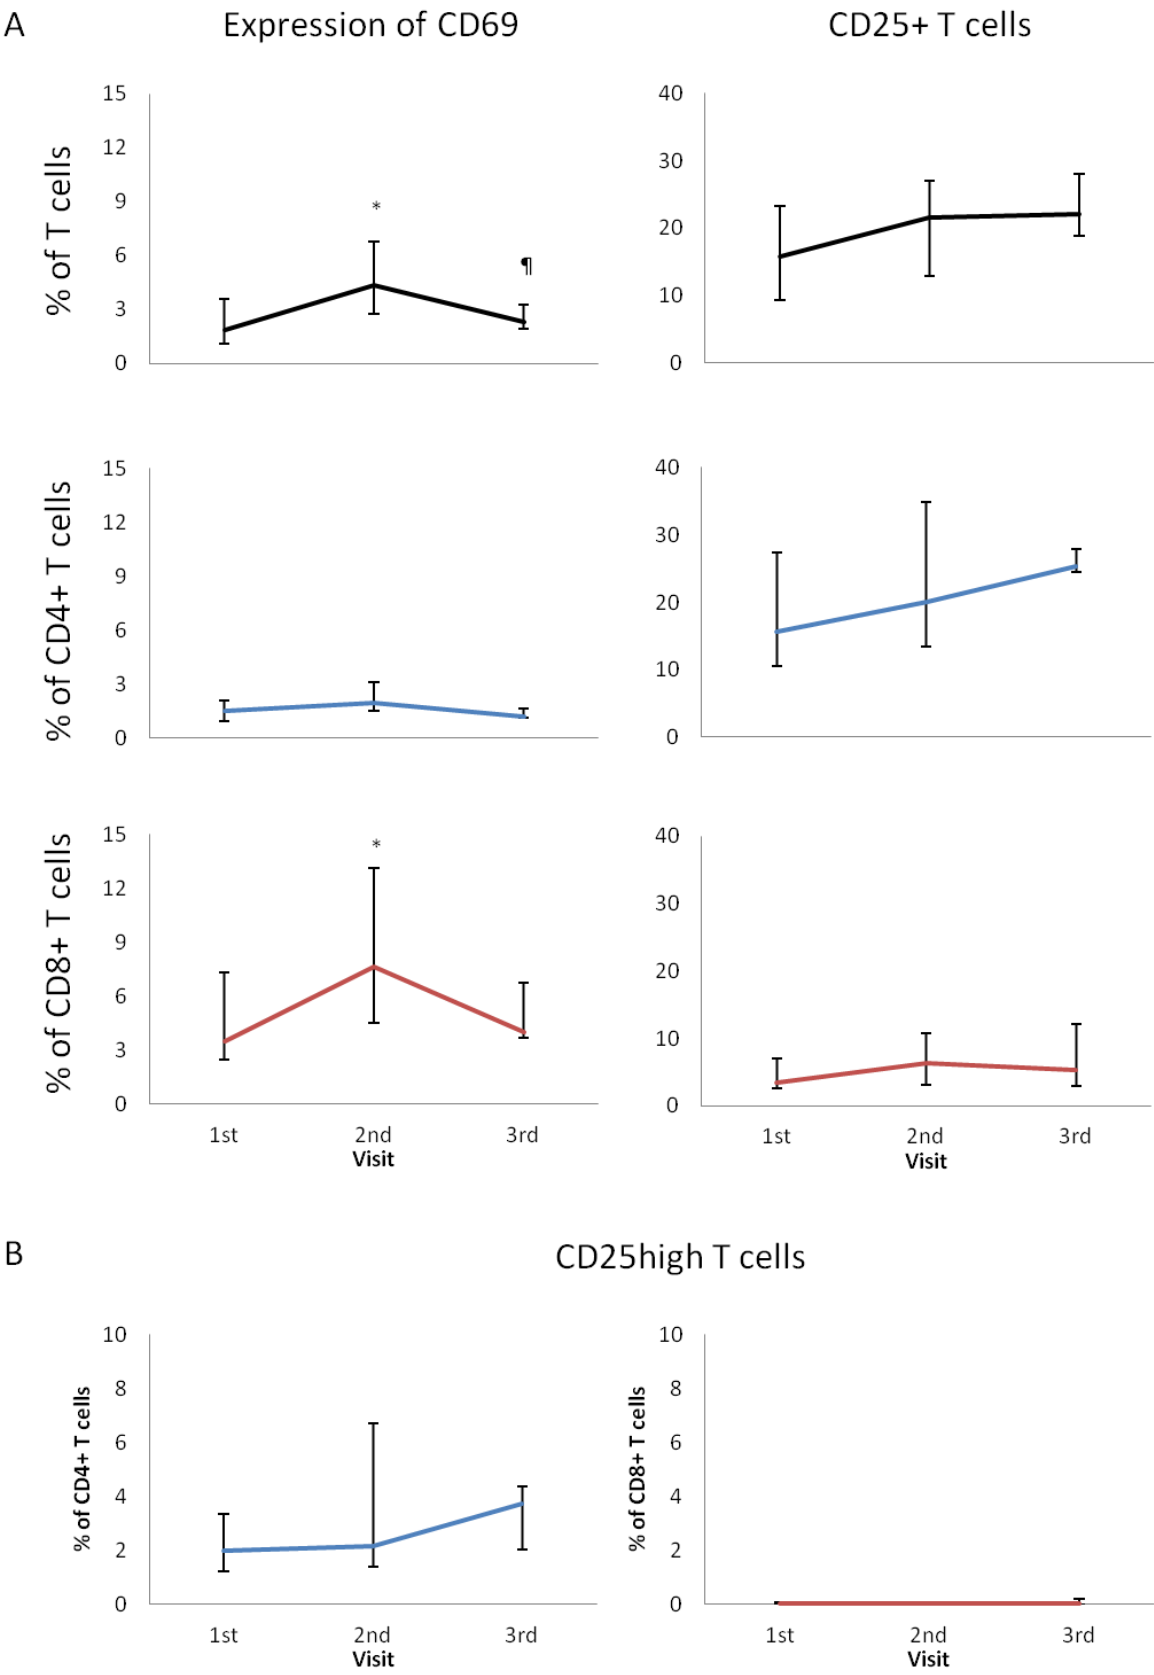 A
Expression of CD69
CD25+ T cells
% of T cells
15
12
9
6
3
0
*
¶
40
30
20
10
0
% of CD4+ T cells
15
12
9
6
3
0
40
30
20
10
0
% of CD8+ T cells
15
12
9
6
3
0
*
1st 2nd 3rd
Visit
40
30
20
10
0
1st 2nd 3rd
Visit
B
CD25high T cells
% of CD4+ T cells
10
8
6
4
2
0
1st 2nd 3rd
Visit
% of CD8+ T cells
10
8
6
4
2
0
1st 2nd 3rd
Visit